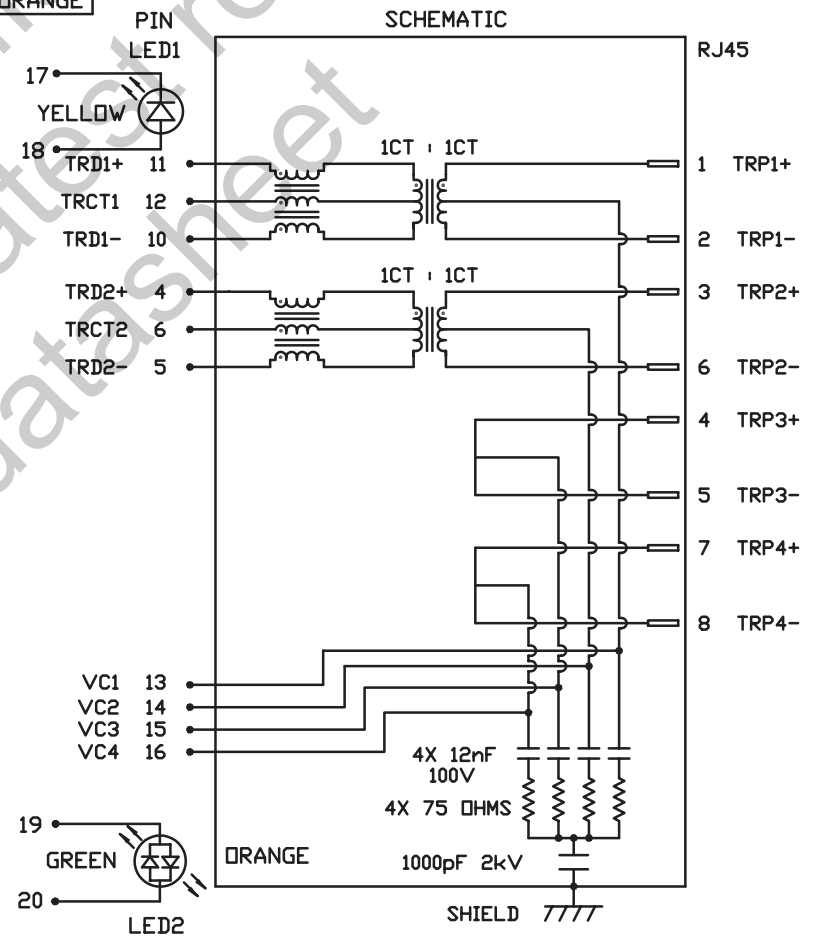 ORANGE
PIN
SCHEMATIC
LED1
RJ45
17
YELLOW
18
1CT : 1CT
TRD1+ 11
1 TRP1+
TRCT1 12
TRD1- 10
2 TRP1-
1CT : 1CT
TRD2+ 4
3 TRP2+
TRCT2 6
TRD2- 5
6 TRP2-
4 TRP3+
5 TRP3-
7 TRP4+
8 TRP4-
VC1 13
VC2 14
VC3 15
VC4 16
4X 12nF
100V
4X 75 OHMS
19
GREEN
ORANGE
1000pF 2kV
20
SHIELD
LED2
latest re
datasheet